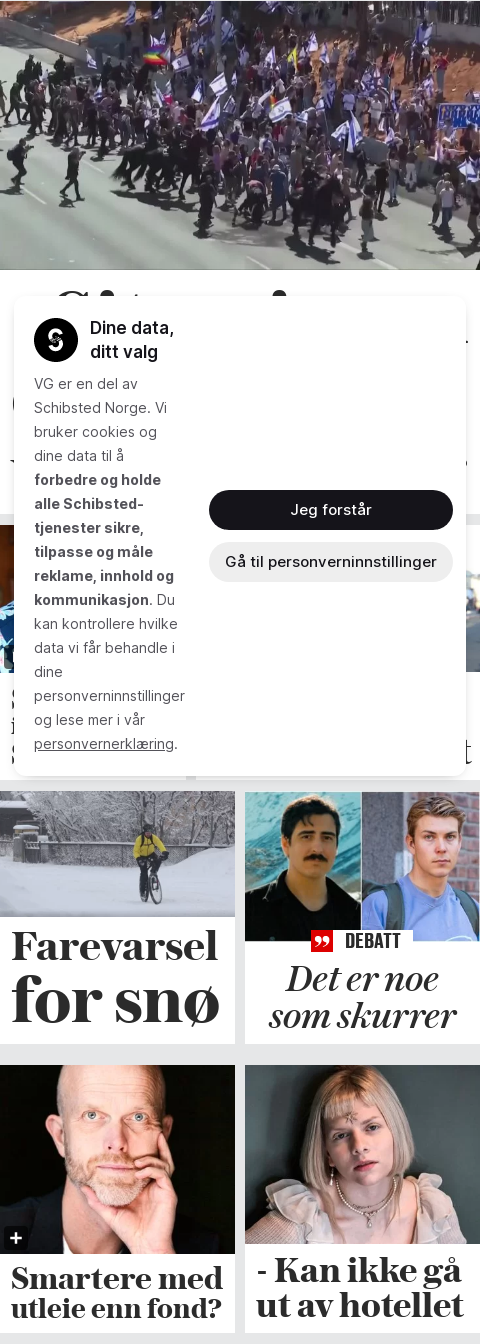 Dine data,
ditt valg
VG er en del av
Schibsted Norge. Vi
bruker cookies og
dine data til å
forbedre og holde
alle Schibsted-
tjenester sikre,
tilpasse og måle
reklame, innhold og
kommunikasjon. Du
kan kontrollere hvilke
data vi får behandle i
dine
personverninnstillinger
og lese mer i vår
personvernerklæring.
Jeg forstår
Gå til personverninnstillinger
Farevarsel
for snø
DEBATT
Det er noe
som skurrer
Smartere med
utleie enn fond?
- Kan ikke gå
ut av hotellet